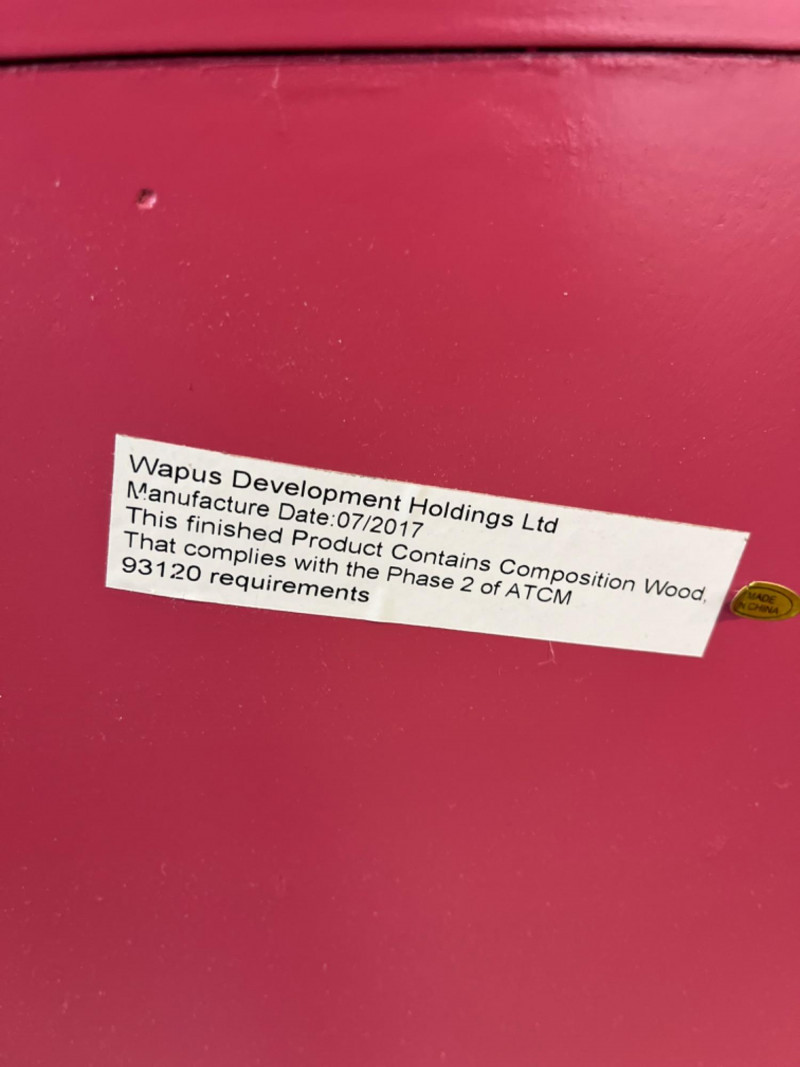 Wapus Development Holdings Ltd
Manufacture Date:07/2017
This finished Product Contains Composition Wood,
That complies with the Phase 2 of ATCM
93120 requirements
MADE
IN CHINA